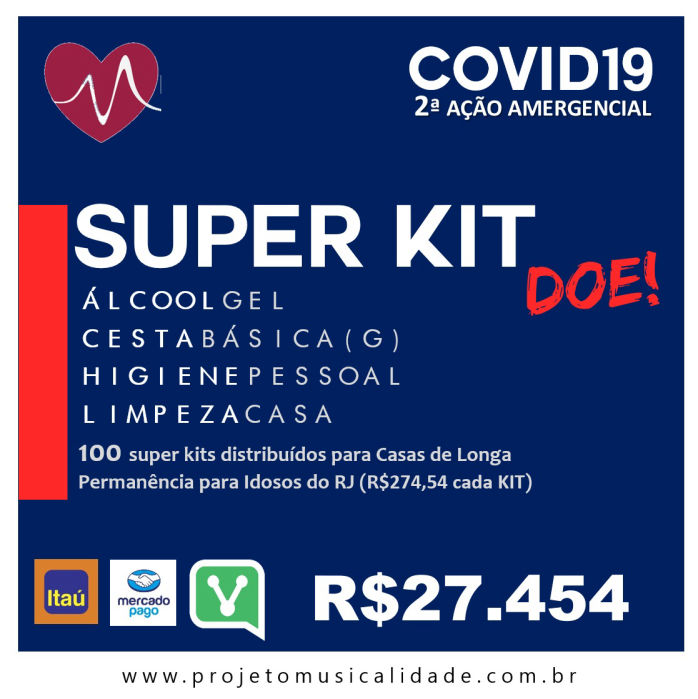 COVID19
2ª AÇÃO AMERGENCIAL
SUPER KIT
DOE!
ÁLCOOLGEL
CESTABÁSICA(G)
HIGIENEPESSOAL
LIMPEZACASA
100 super kits distribuídos para Casas de Longa
Permanência para Idosos do RJ (R$274,54 cada KIT)
Itaú
mercado
pago
V
R$27.454
www.projetomusicalidade.com.br